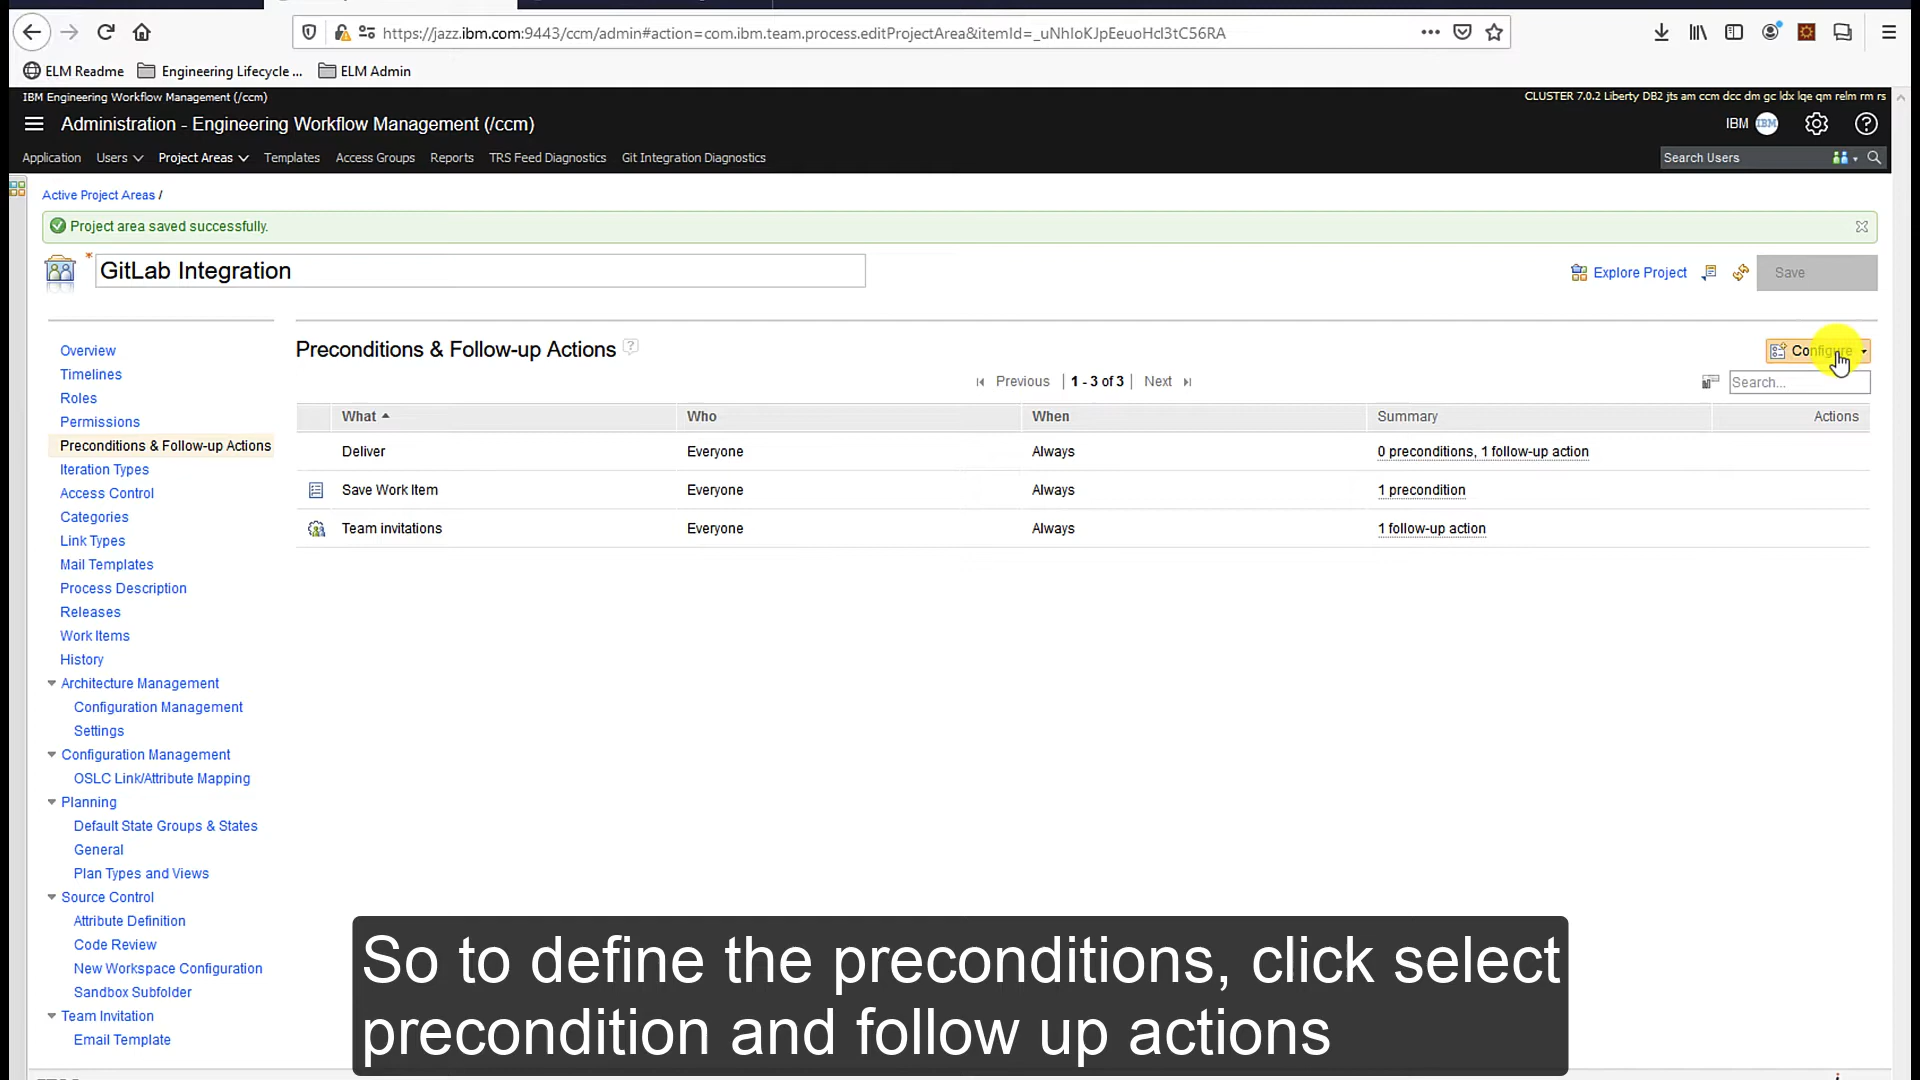 https://jazz.ibm.com:9443/ccm/admin#action=com.ibm.team.process.editProjectArea&itemId=_uNhIoKJpEeuoHcl3tC56RA
ELM Readme Engineering Lifecycle ... ELM Admin
IBM Engineering Workflow Management (/ccm) CLUSTER 7.0.2 Liberty DB2 jts am ccm dcc dm gc ldx lqe qm relm rm rs
Administration - Engineering Workflow Management (/ccm) IBM IBM
Application Users Project Areas Templates Access Groups Reports TRS Feed Diagnostics Git Integration Diagnostics Search Users
Active Project Areas /
Project area saved successfully.
* GitLab Integration Explore Project Save
Preconditions & Follow-up Actions ? Configure
Previous | 1 - 3 of 3 | Next Search...
What Who When Summary Actions
Deliver Everyone Always 0 preconditions, 1 follow-up action
Save Work Item Everyone Always 1 precondition
Team invitations Everyone Always 1 follow-up action
Overview
Timelines
Roles
Permissions
Preconditions & Follow-up Actions
Iteration Types
Access Control
Categories
Link Types
Mail Templates
Process Description
Releases
Work Items
History
Architecture Management
Configuration Management
Settings
Configuration Management
OSLC Link/Attribute Mapping
Planning
Default State Groups & States
General
Plan Types and Views
Source Control
Attribute Definition
Code Review
New Workspace Configuration
Sandbox Subfolder
Team Invitation
Email Template
So to define the preconditions, click select
precondition and follow up actions